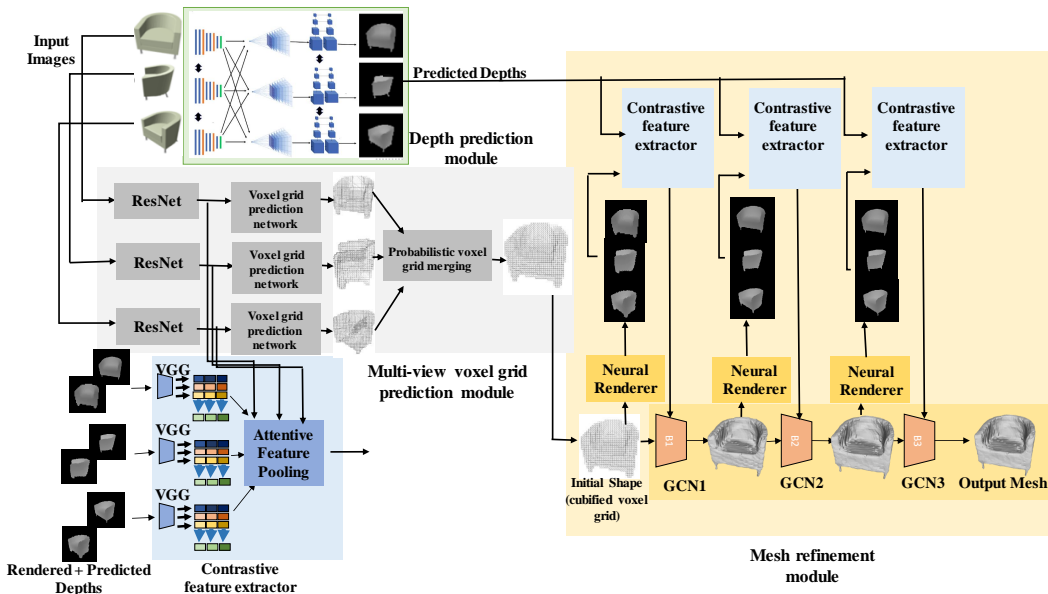 Input
Images
Predicted Depths
Depth prediction
module
Contrastive
feature
extractor
Contrastive
feature
extractor
Contrastive
feature
extractor
ResNet
Voxel grid
prediction
network
ResNet
Voxel grid
prediction
network
Probabilistic voxel
grid merging
ResNet
Voxel grid
prediction
network
Multi-view voxel grid
prediction module
VGG
VGG
VGG
Attentive
Feature
Pooling
Rendered + Predicted
Depths
Contrastive
feature extractor
Neural
Renderer
Neural
Renderer
Neural
Renderer
B1
B2
B3
Initial Shape
(cubified voxel
grid)
GCN1
GCN2
GCN3
Output Mesh
Mesh refinement
module